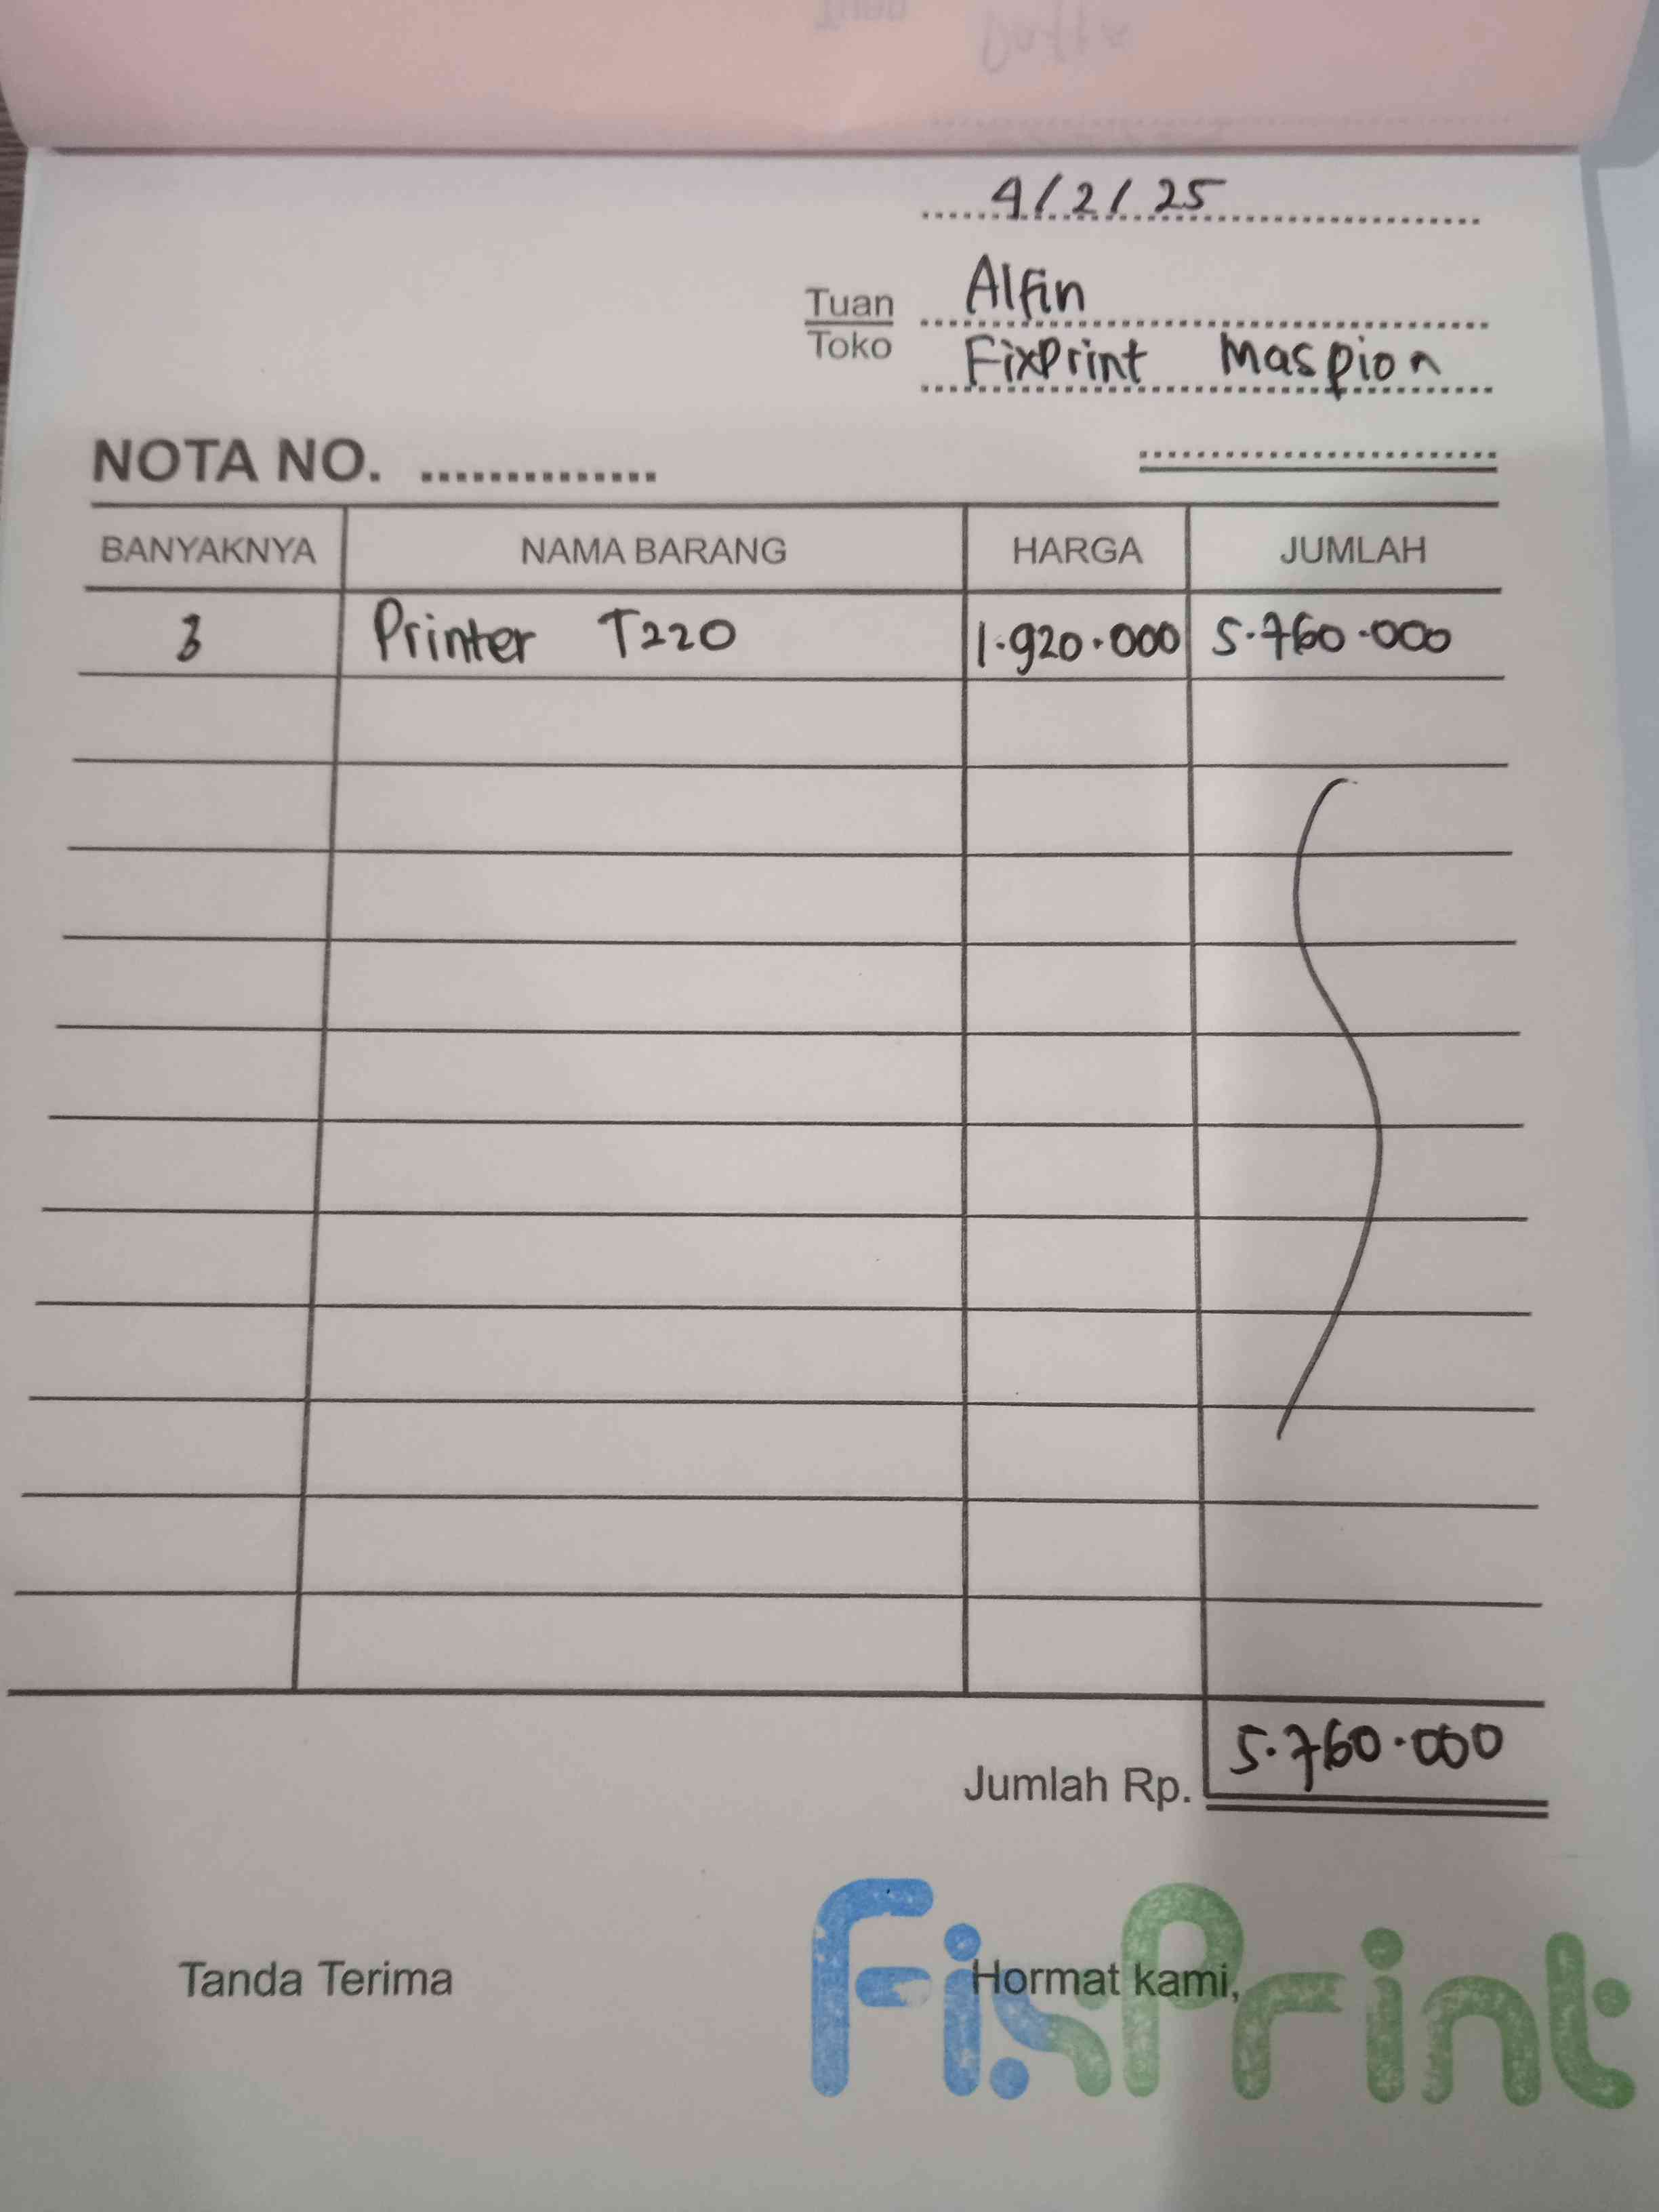 4/2/25
Tuan Alfin
Toko FixPrint Maspion
NOTA NO. ..............
BANYAKNYA NAMA BARANG HARGA JUMLAH
3 Printer T220 1.920.000 5.760.000
Jumlah Rp. 5.760.000
Tanda Terima Hormat kami,
FixPrint